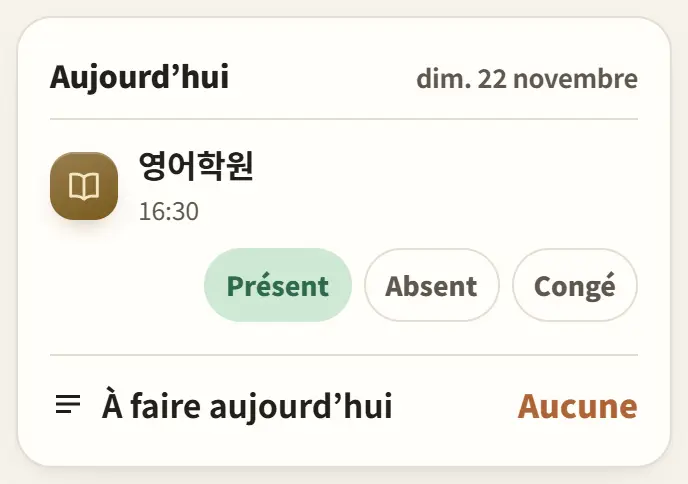 Aujourd’hui dim. 22 novembre
영어학원
16:30
Présent Absent Congé
À faire aujourd’hui Aucune